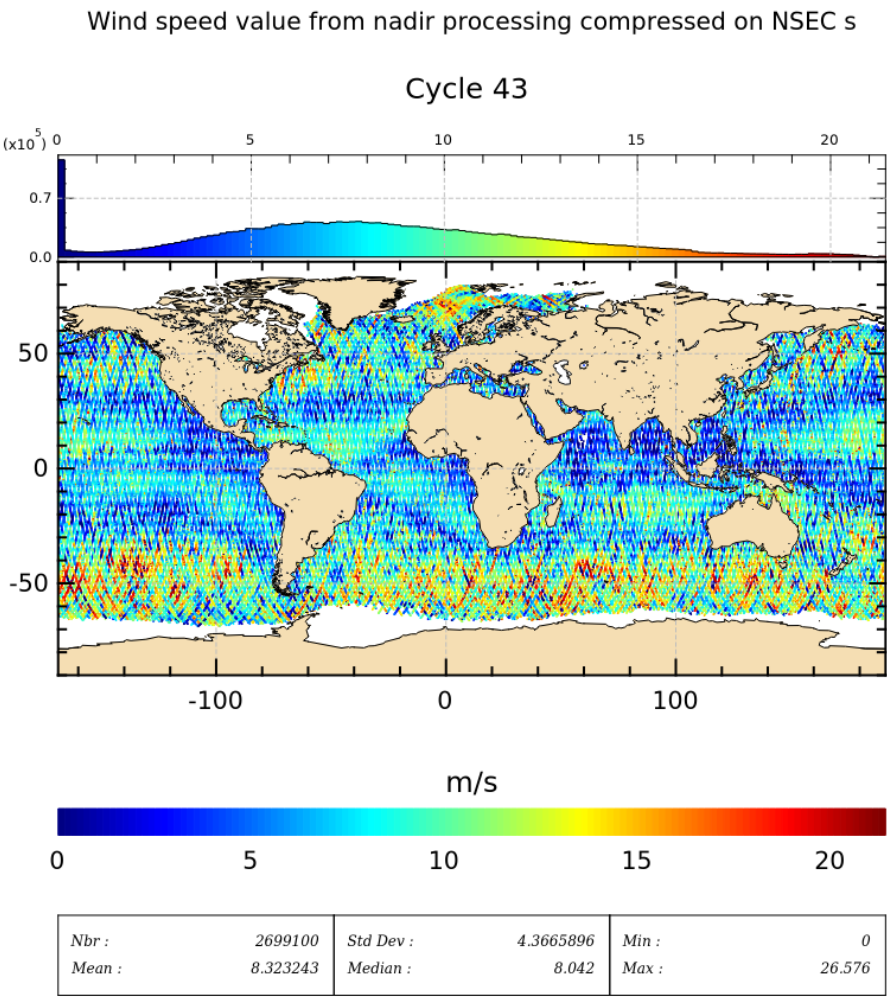 Wind speed value from nadir processing compressed on NSEC s
Cycle 43
(x10^5) 0 5 10 15 20
0.7
0.0
50
0
-50
-100 0 100
m/s
0 5 10 15 20
Nbr : 2699100 Std Dev : 4.3665896 Min : 0
Mean : 8.323243 Median : 8.042 Max : 26.576